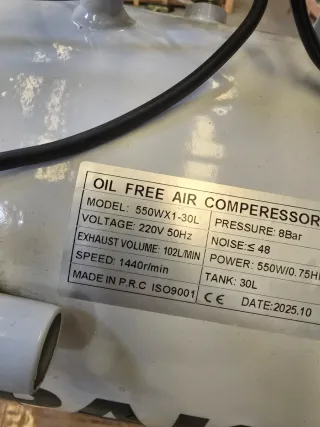 OIL FREE AIR COMPERESSOR
MODEL: 550WX1-30L
PRESSURE: 8Bar
VOLTAGE: 220V 50Hz
NOISE: ≤ 48
EXHAUST VOLUME: 102L/MIN
POWER: 550W/0.75H
SPEED: 1440r/min
TANK: 30L
MADE IN P.R.C ISO9001
CE DATE:2025.10